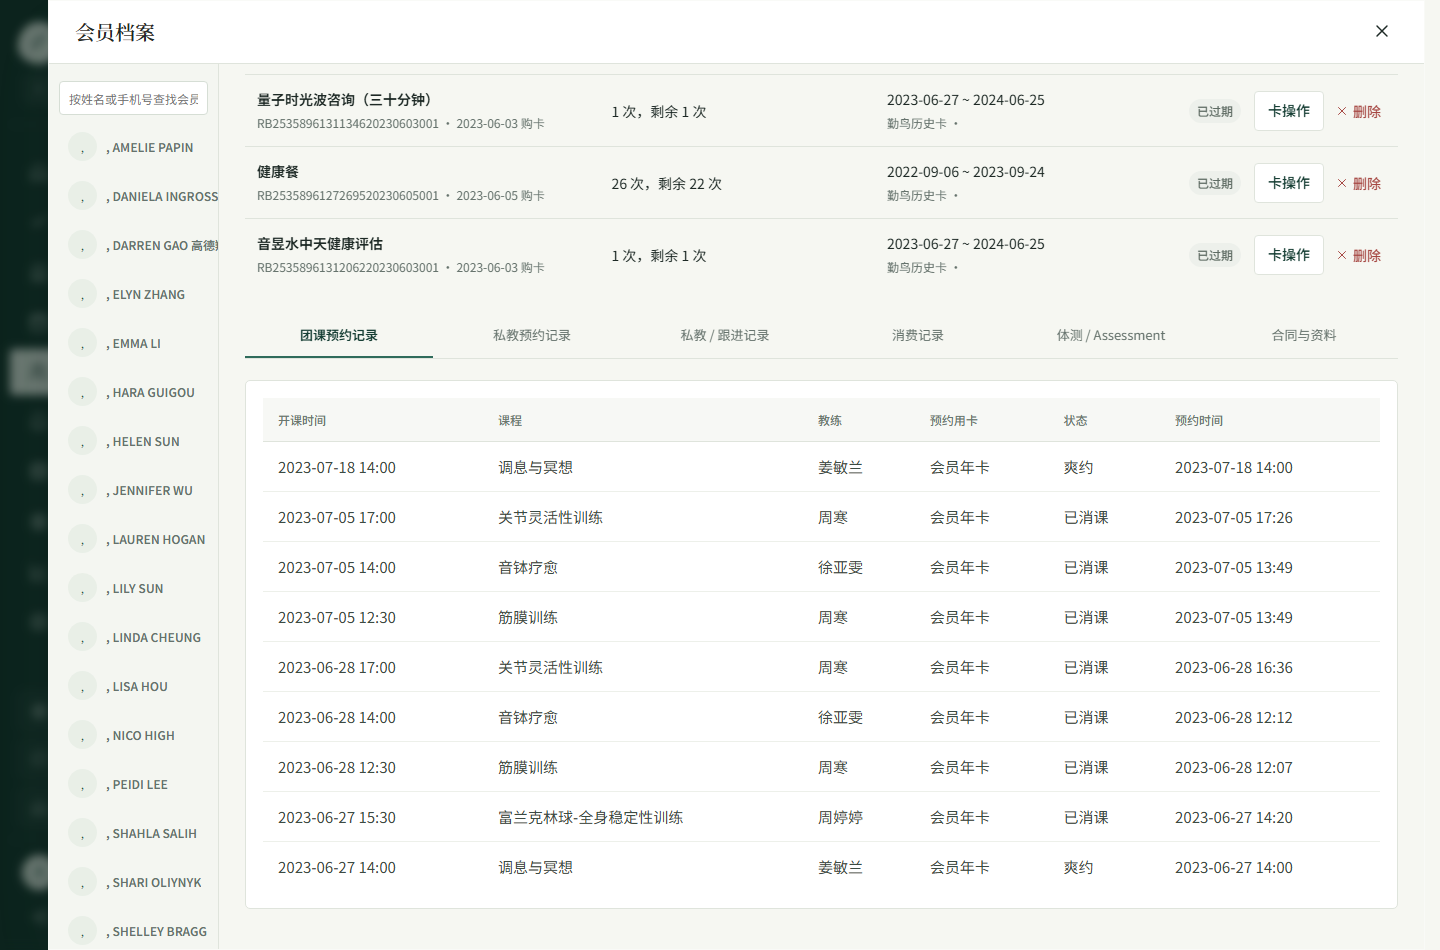 会员档案
按姓名或手机号查找会员
, AMELIE PAPIN
, DANIELA INGROSS
, DARREN GAO 高德
, ELYN ZHANG
, EMMA LI
, HARA GUIGOU
, HELEN SUN
, JENNIFER WU
, LAUREN HOGAN
, LILY SUN
, LINDA CHEUNG
, LISA HOU
, NICO HIGH
, PEIDI LEE
, SHAHLA SALIH
, SHARI OLIYNYK
, SHELLEY BRAGG
量子时光波咨询（三十分钟） 1 次，剩余 1 次 2023-06-27 ~ 2024-06-25 已过期 卡操作 × 删除
RB2535896131134620230603001 · 2023-06-03 购卡 勤鸟历史卡 ·
健康餐 26 次，剩余 22 次 2022-09-06 ~ 2023-09-24 已过期 卡操作 × 删除
RB2535896127269520230605001 · 2023-06-05 购卡 勤鸟历史卡 ·
音昱水中天健康评估 1 次，剩余 1 次 2023-06-27 ~ 2024-06-25 已过期 卡操作 × 删除
RB2535896131206220230603001 · 2023-06-03 购卡 勤鸟历史卡 ·
团课预约记录 私教预约记录 私教 / 跟进记录 消费记录 体测 / Assessment 合同与资料
开课时间 课程 教练 预约用卡 状态 预约时间
2023-07-18 14:00 调息与冥想 姜敏兰 会员年卡 爽约 2023-07-18 14:00
2023-07-05 17:00 关节灵活性训练 周寒 会员年卡 已消课 2023-07-05 17:26
2023-07-05 14:00 音钵疗愈 徐亚雯 会员年卡 已消课 2023-07-05 13:49
2023-07-05 12:30 筋膜训练 周寒 会员年卡 已消课 2023-07-05 13:49
2023-06-28 17:00 关节灵活性训练 周寒 会员年卡 已消课 2023-06-28 16:36
2023-06-28 14:00 音钵疗愈 徐亚雯 会员年卡 已消课 2023-06-28 12:12
2023-06-28 12:30 筋膜训练 周寒 会员年卡 已消课 2023-06-28 12:07
2023-06-27 15:30 富兰克林球-全身稳定性训练 周婷婷 会员年卡 已消课 2023-06-27 14:20
2023-06-27 14:00 调息与冥想 姜敏兰 会员年卡 爽约 2023-06-27 14:00